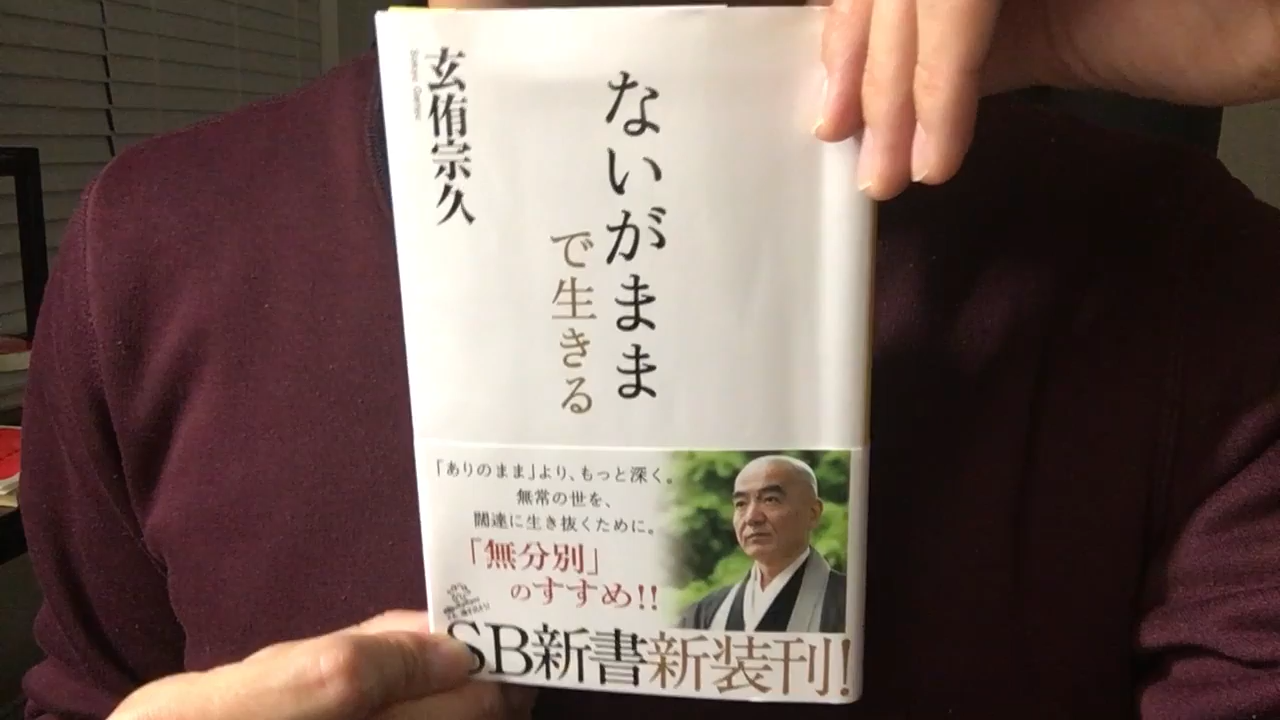 ないがまま
で生きる
玄侑宗久
「ありのまま」より、もっと深く。
無常の世を、
闊達に生き抜くために。
「無分別」
のすすめ!!
SB新書新装刊!